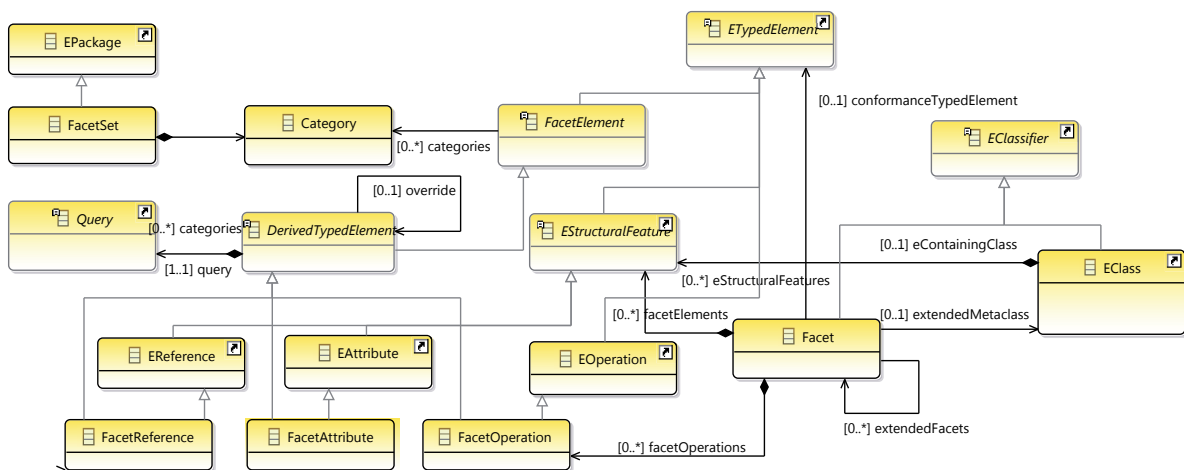 ETypedElement
EPackage
[0..1] conformanceTypedElement
FacetSet
Category
FacetElement
EClassifier
[0..*] categories
[0..1] override
Query
[0..*] categories
DerivedTypedElement
EStructuralFeature
[0..1] eContainingClass
[1..1] query
EClass
[0..*] eStructuralFeatures
[0..*] facetElements
[0..1] extendedMetaclass
Facet
EReference
EAttribute
EOperation
[0..*] extendedFacets
FacetReference
FacetAttribute
FacetOperation
[0..*] facetOperations